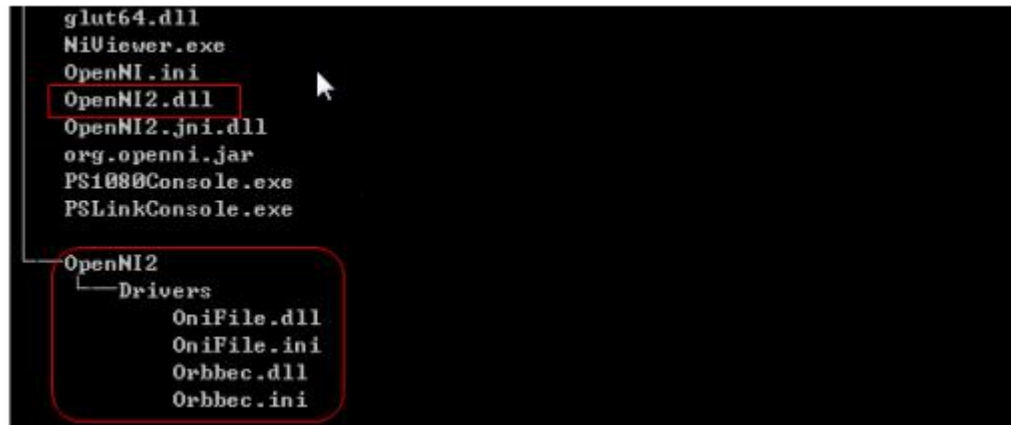 glut64.dll
NiViewer.exe
OpenNI.ini
OpenNI2.dll
OpenNI2.jni.dll
org.openni.jar
PS1080Console.exe
PSLinkConsole.exe
OpenNI2
Drivers
OniFile.dll
OniFile.ini
Orbbec.dll
Orbbec.ini